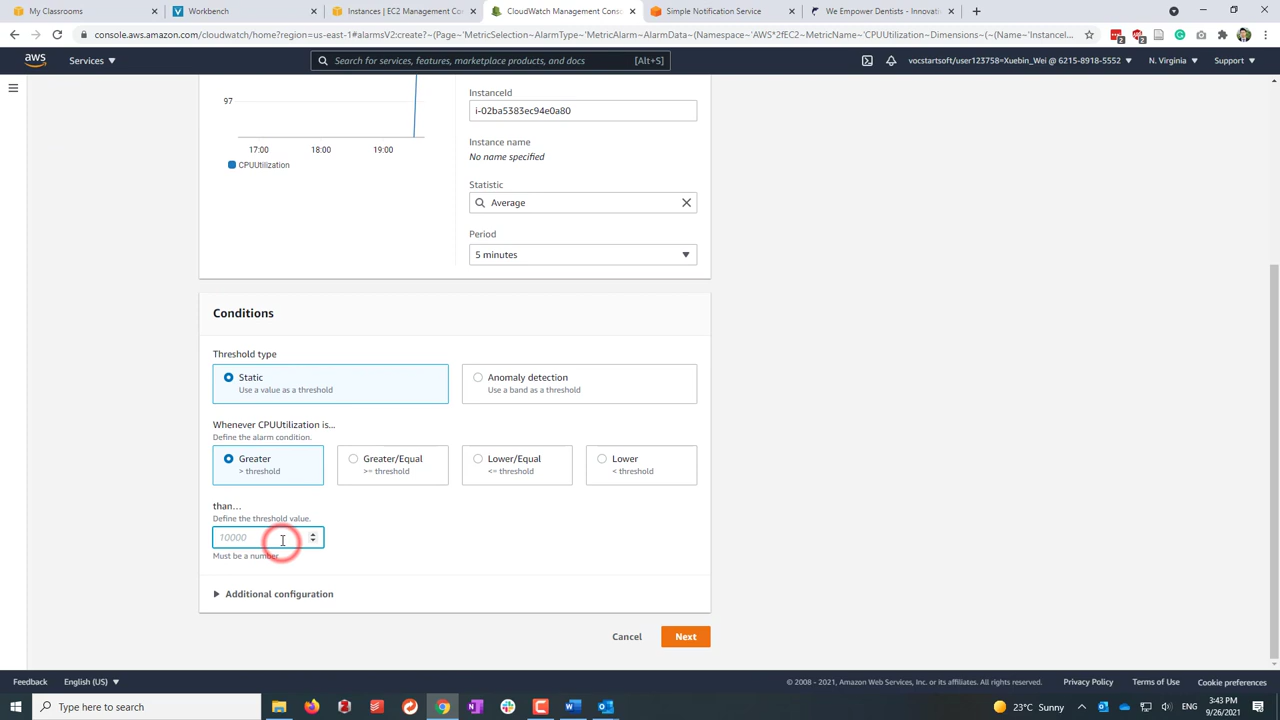 My Classrooms
Workbench
Instances | EC2 Management Co
CloudWatch Management Cons
Simple Notification Service
We Empower Dentists - Innovati
console.aws.amazon.com/cloudwatch/home?region=us-east-1#alarmsV2:create?~(Page~'MetricSelection~AlarmType~'MetricAlarm~AlarmData~(Namespace~'AWS*2fEC2~MetricName~'CPUUtilization~Dimensions~(~(Name~'InstanceI...
2
2
aws
Services
Search for services, features, marketplace products, and docs
[Alt+S]
vocstartsoft/user123758=Xuebin_Wei @ 6215-8918-5552
N. Virginia
Support
97
17:00
18:00
19:00
CPUUtilization
InstanceId
i-02ba5383ec94e0a80
Instance name
No name specified
Statistic
Average
Period
5 minutes
Conditions
Threshold type
Static
Use a value as a threshold
Anomaly detection
Use a band as a threshold
Whenever CPUUtilization is...
Define the alarm condition.
Greater
> threshold
Greater/Equal
>= threshold
Lower/Equal
<= threshold
Lower
< threshold
than...
Define the threshold value.
10000
Must be a number
Additional configuration
Cancel
Next
Feedback
English (US)
© 2008 - 2021, Amazon Web Services, Inc. or its affiliates. All rights reserved.
Privacy Policy
Terms of Use
Cookie preferences
Type here to search
23°C Sunny
ENG
3:43 PM
9/26/2021